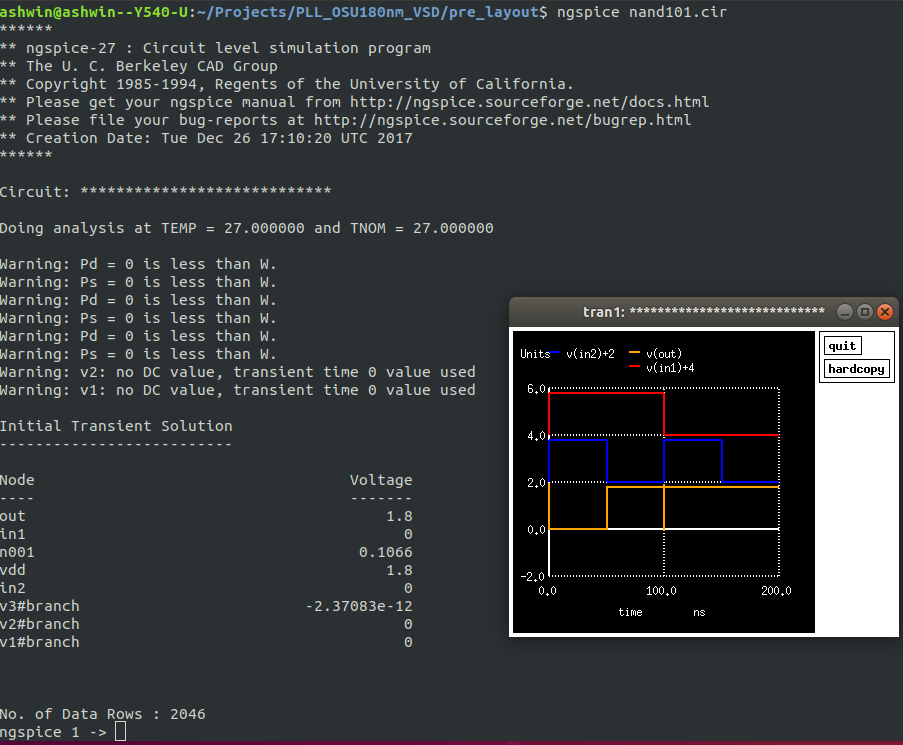 ashwin@ashwin--Y540-U:~/Projects/PLL_OSU180nm_VSD/pre_layout$ ngspice nand101.cir
******
** ngspice-27 : Circuit level simulation program
** The U. C. Berkeley CAD Group
** Copyright 1985-1994, Regents of the University of California.
** Please get your ngspice manual from http://ngspice.sourceforge.net/docs.html
** Please file your bug-reports at http://ngspice.sourceforge.net/bugrep.html
** Creation Date: Tue Dec 26 17:10:20 UTC 2017
******
Circuit: ****************************
Doing analysis at TEMP = 27.000000 and TNOM = 27.000000
Warning: Pd = 0 is less than W.
Warning: Ps = 0 is less than W.
Warning: Pd = 0 is less than W.
Warning: Ps = 0 is less than W.
Warning: Pd = 0 is less than W.
Warning: Ps = 0 is less than W.
Warning: v2: no DC value, transient time 0 value used
Warning: v1: no DC value, transient time 0 value used
Initial Transient Solution
--------------------------
Node Voltage
---- -------
out 1.8
in1 0
n001 0.1066
vdd 1.8
in2 0
v3#branch -2.37083e-12
v2#branch 0
v1#branch 0
No. of Data Rows : 2046
ngspice 1 ->
tran1: ****************************
quit
hardcopy
Units v(in2)+2 v(out)
v(in1)+4
6.0
4.0
2.0
0.0
-2.0
0.0 100.0 200.0
time ns